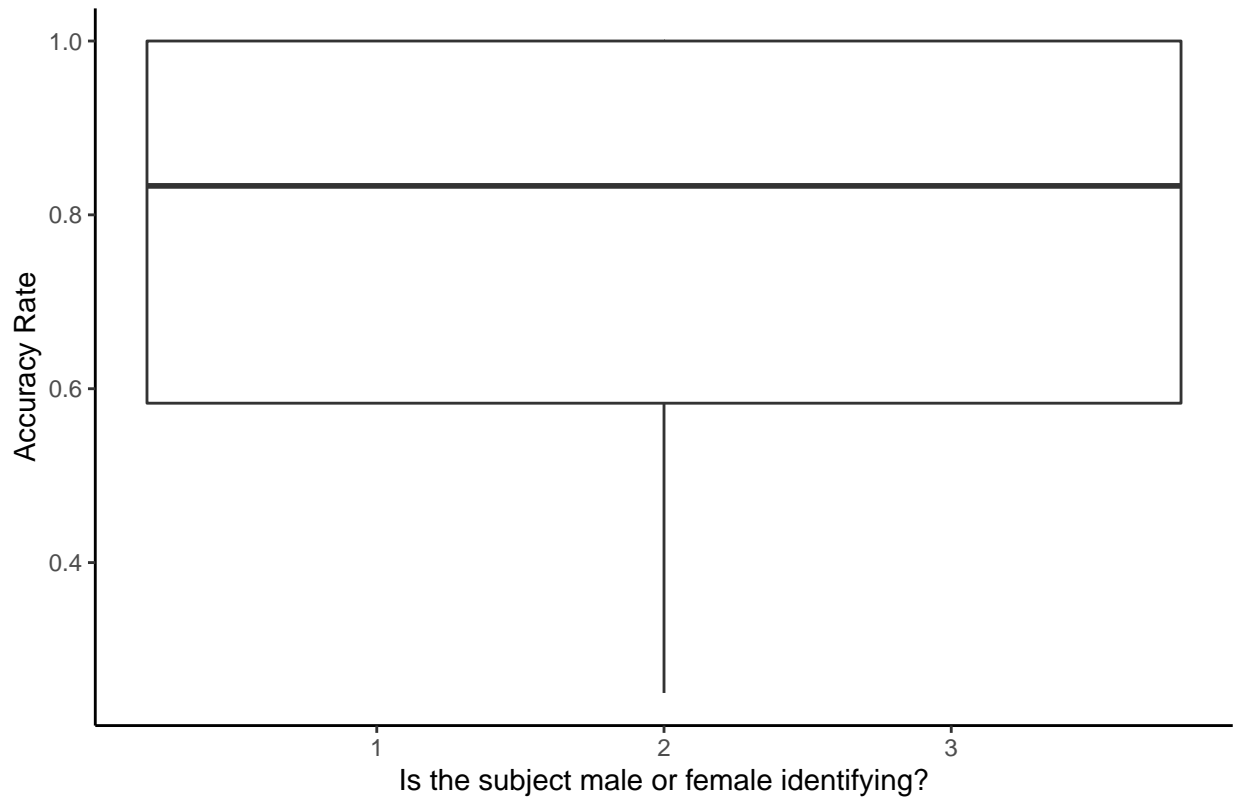 1.0
0.8
0.6
0.4
Accuracy Rate
1 2 3
Is the subject male or female identifying?